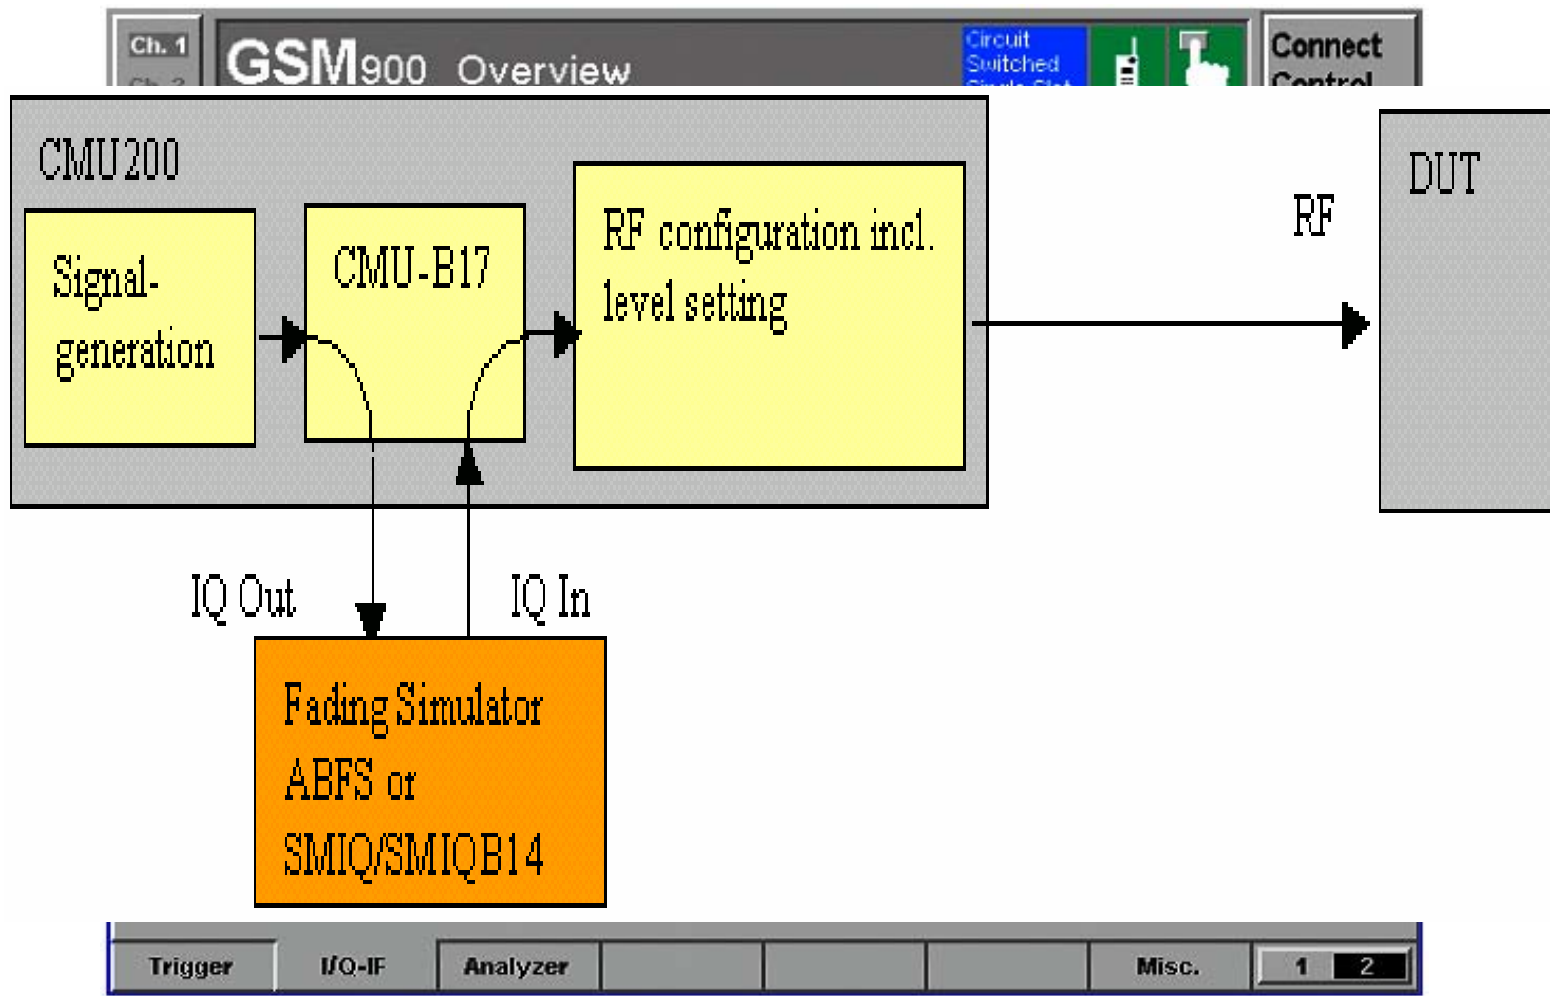 Ch. 1
GSM900 Overview
Circuit
Switched
Connect
Control
CMU200
Signal-
generation
CMU-B17
RF configuration incl.
level setting
RF
DUT
IQ Out
IQ In
Fading Simulator
ABFS or
SMIQ/SMIQB14
Trigger
I/Q-IF
Analyzer
Misc.
1 2